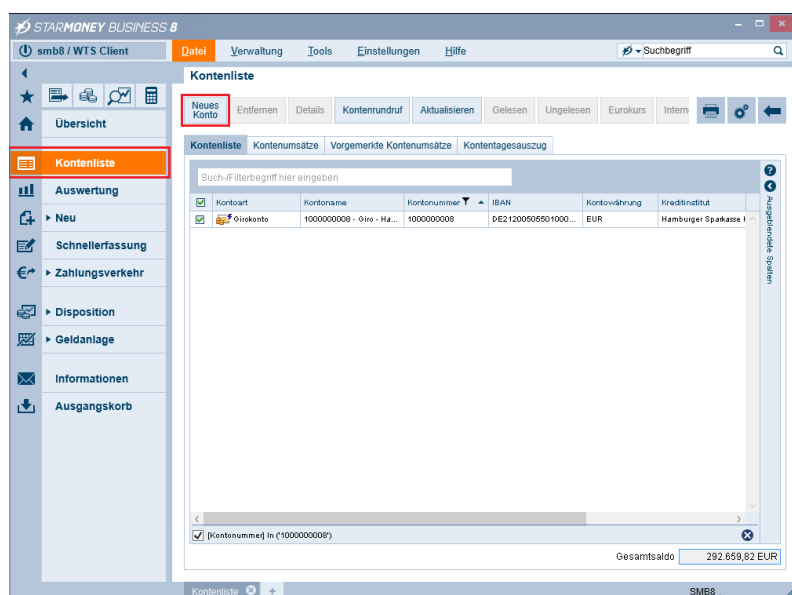 STARMONEY BUSINESS 8
smb8 / WTS Client
Datei Verwaltung Tools Einstellungen Hilfe
Suchbegriff
Kontenliste
Neues Konto
Entfernen Details Kontenrundruf Aktualisieren Gelesen Ungelesen Eurokurs Intern
Übersicht
Kontenliste
Auswertung
Neu
Schnellerfassung
Zahlungsverkehr
Disposition
Geldanlage
Informationen
Ausgangskorb
Kontenliste Kontenumsätze Vorgemerkte Kontenumsätze Kontentagesauszug
Such-/Filterbegriff hier eingeben
Kontoart Kontoname Kontonummer IBAN Kontowährung Kreditinstitut
Girokonto 1000000008 - Giro - Ha... 1000000008 DE21200505501000... EUR Hamburger Sparkasse
Ausgeblendete Spalten
[Kontonummer] In ('1000000008')
Gesamtsaldo 292.659,82 EUR
Kontenliste +
SMB8